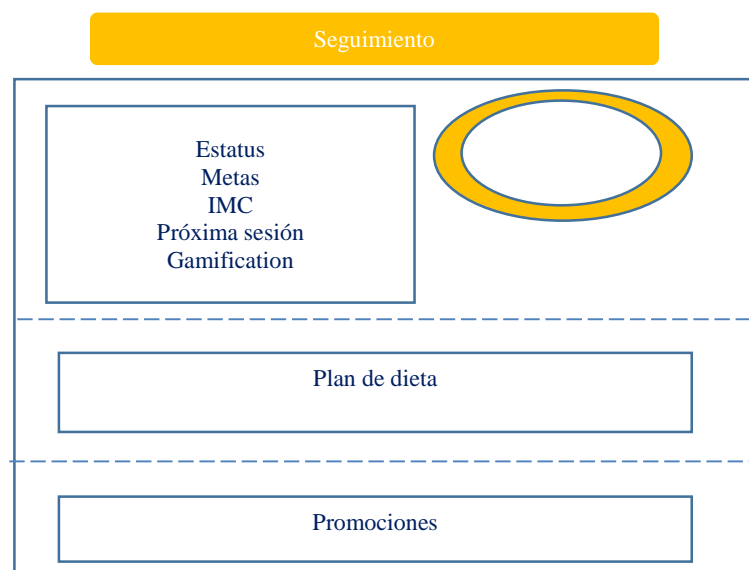 Seguimiento
Estatus
Metas
IMC
Próxima sesión
Gamification
Plan de dieta
Promociones